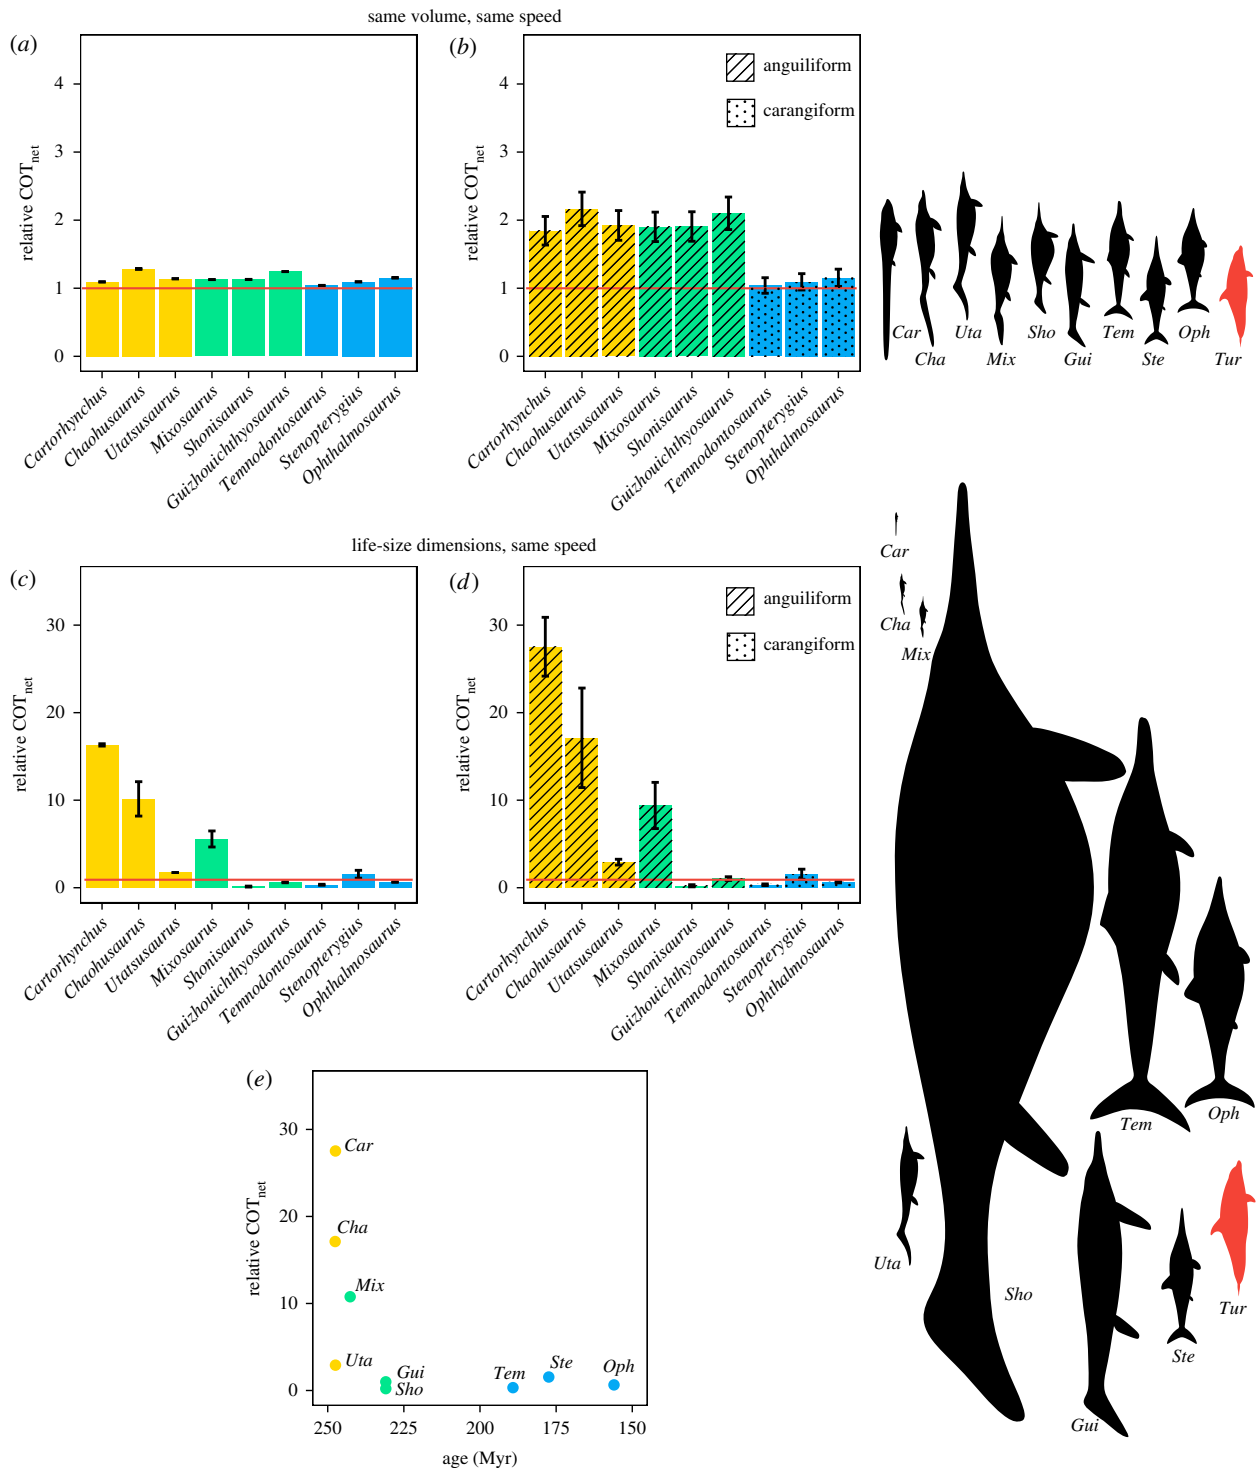 same volume, same speed
(a)
relative COTnet
4
3
2
1
0
Cartorhynchus
Chaohusaurus
Utatsusaurus
Mixosaurus
Shonisaurus
Guizhouichthyosaurus
Temnodontosaurus
Stenopterygius
Ophthalmosaurus
(b)
anguiliform
carangiform
relative COTnet
4
3
2
1
0
Cartorhynchus
Chaohusaurus
Utatsusaurus
Mixosaurus
Shonisaurus
Guizhouichthyosaurus
Temnodontosaurus
Stenopterygius
Ophthalmosaurus
Car
Cha
Uta
Mix
Sho
Gui
Tem
Ste
Oph
Tur
life-size dimensions, same speed
(c)
relative COTnet
30
20
10
0
Cartorhynchus
Chaohusaurus
Utatsusaurus
Mixosaurus
Shonisaurus
Guizhouichthyosaurus
Temnodontosaurus
Stenopterygius
Ophthalmosaurus
(d)
anguiliform
carangiform
relative COTnet
30
20
10
0
Cartorhynchus
Chaohusaurus
Utatsusaurus
Mixosaurus
Shonisaurus
Guizhouichthyosaurus
Temnodontosaurus
Stenopterygius
Ophthalmosaurus
Car
Cha
Mix
Tem
Oph
Uta
Sho
Gui
Ste
Tur
(e)
relative COTnet
30
20
10
0
Car
Cha
Mix
Uta
Gui
Sho
Tem
Ste
Oph
250 225 200 175 150
age (Myr)